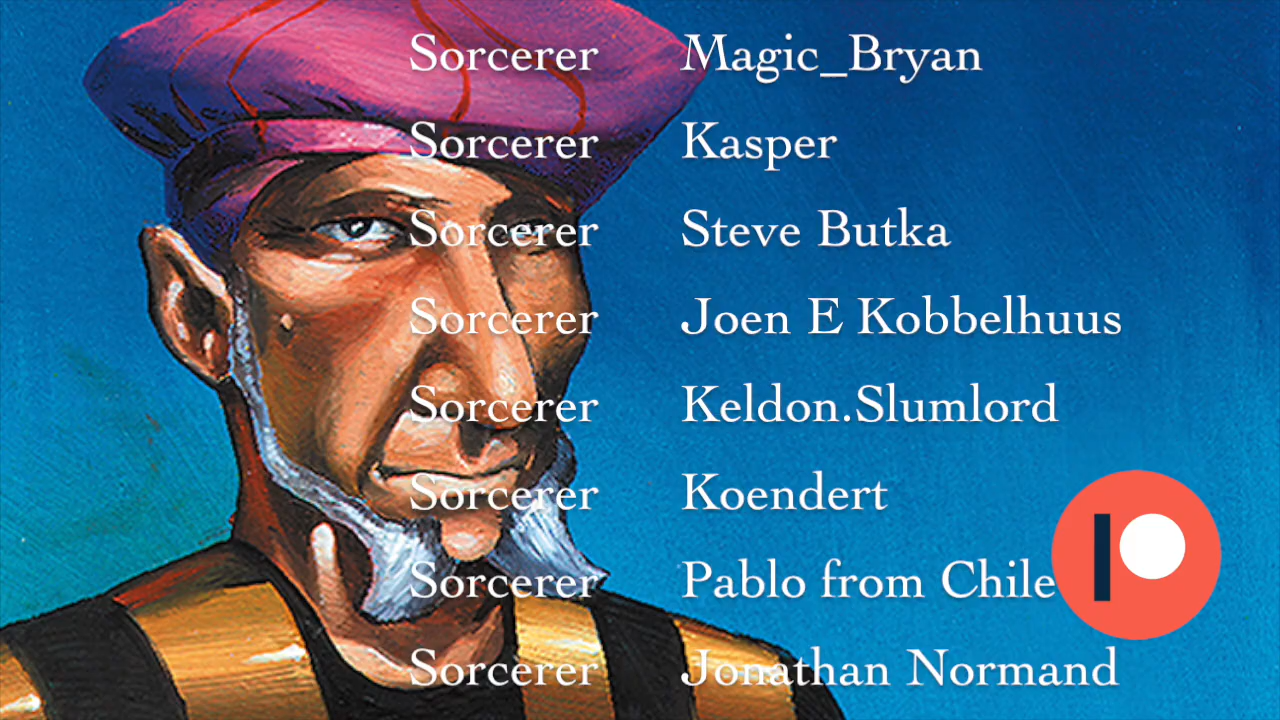 Sorcerer Magic_Bryan
Sorcerer Kasper
Sorcerer Steve Butka
Sorcerer Joen E Kobbelhuus
Sorcerer Keldon.Slumlord
Sorcerer Koendert
Sorcerer Pablo from Chile
Sorcerer Jonathan Normand